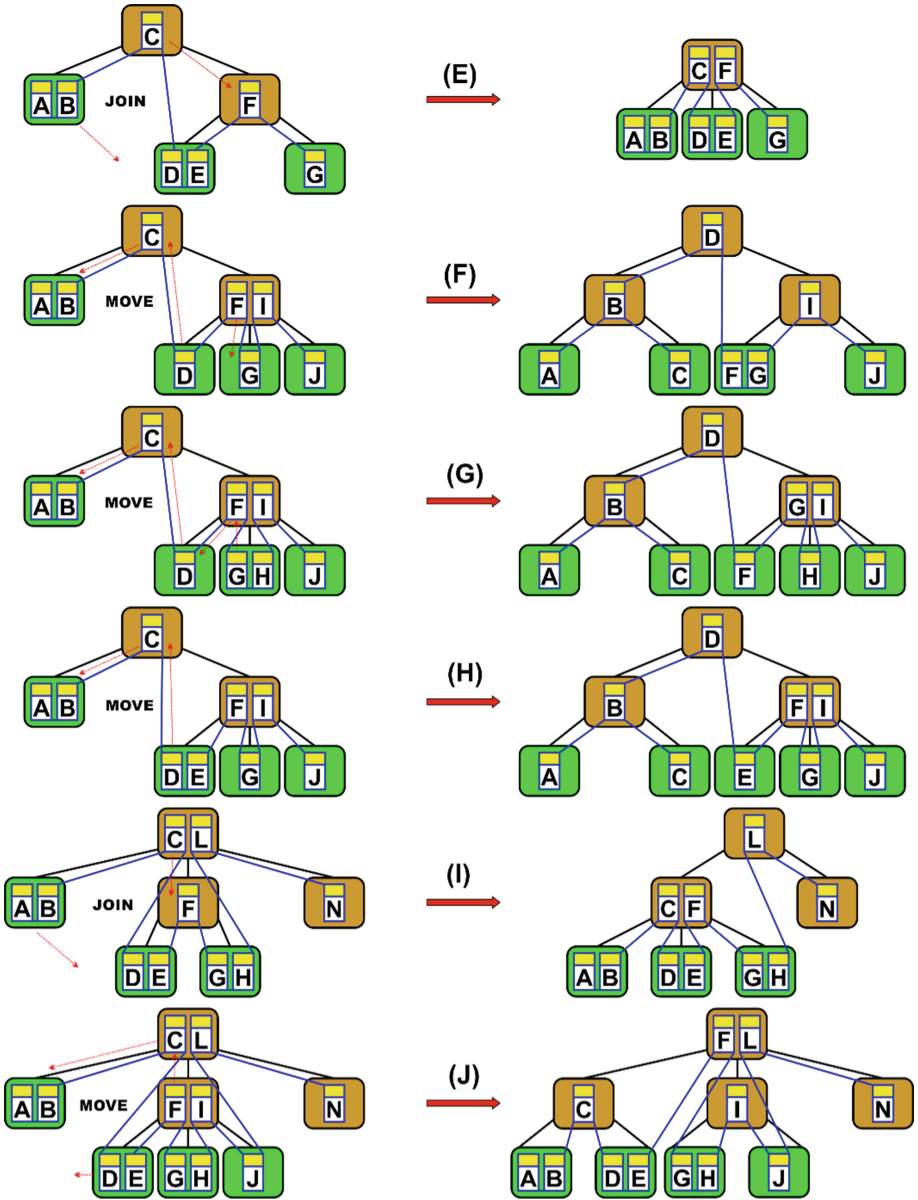 C
(E)
C F
A B JOIN F
A B D E G
D E G
C
(F)
D
A B MOVE F I
B I
D G J
A C F G J
C
(G)
D
A B MOVE F I
B G I
D G H J
A C F H J
C
(H)
D
A B MOVE F I
B F I
D E G J
A C E G J
C L
(I)
L
A B JOIN F N
C F N
D E G H
A B D E G H
C L
(J)
F L
A B MOVE F I N
C I N
D E G H J
A B D E G H J